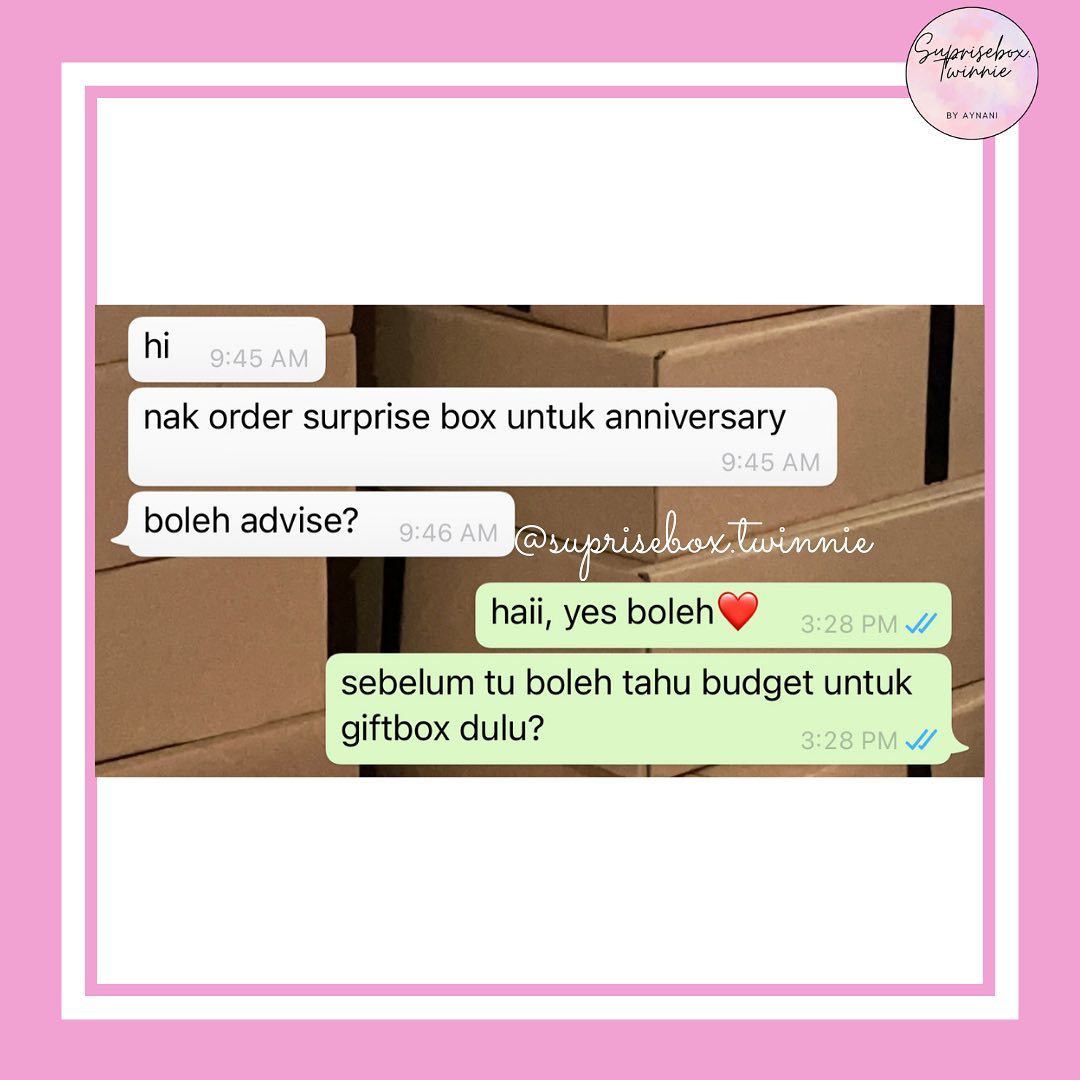 Suprisebox.
Twinnie
BY AYNANI
hi
9:45 AM
nak order surprise box untuk anniversary
9:45 AM
boleh advise?
9:46 AM
@suprisebox.twinnie
haii, yes boleh❤️
3:28 PM
sebelum tu boleh tahu budget untuk
giftbox dulu?
3:28 PM